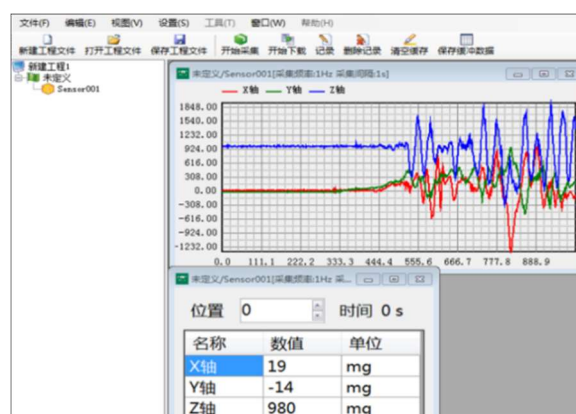 文件(F) 编辑(E) 视图(V) 设置(S) 工具(T) 窗口(W) 帮助(H)
新建工程文件 打开工程文件 保存工程文件 开始采集 开始下载 记录 删除记录 清空缓存 保存缓冲数据
新建工程1
未定义
Sensor001
未定义/Sensor001[采集频率:1Hz 采集间隔:1s]
X轴 Y轴 Z轴
1848.00
1540.00
1232.00
924.00
616.00
308.00
0.00
-308.00
-616.00
-924.00
-1232.00
0.0 111.1 222.2 333.3 444.4 555.6 666.7 777.8 888.9
未定义/Sensor001[采集频率:1Hz 采...
位置 0 时间 0 s
名称 数值 单位
X轴 19 mg
Y轴 -14 mg
Z轴 980 mg